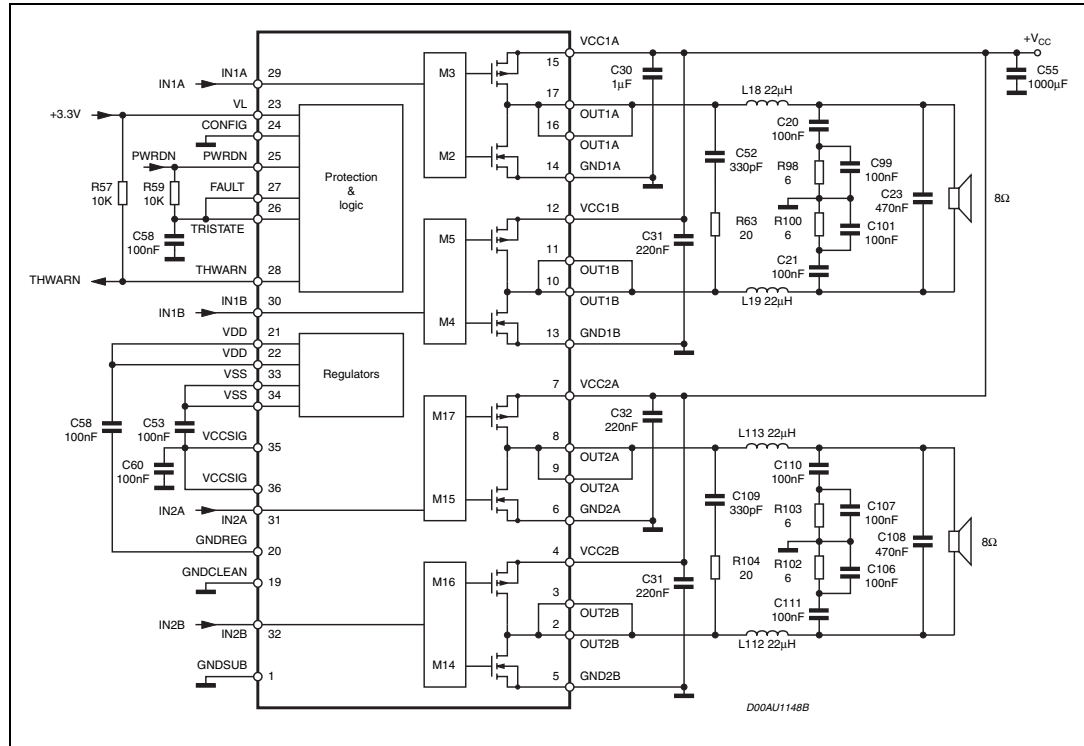 +VCC
VCC1A
15
C30
1µF
C55
1000µF
IN1A
IN1A
29
M3
17
OUT1A
L18 22µH
+3.3V
VL
23
16
OUT1A
C20
100nF
CONFIG
24
C52
330pF
C99
100nF
PWRDN
PWRDN
25
M2
14
GND1A
R98
6
R57
10K
R59
10K
FAULT
27
Protection
&
logic
C23
470nF
8Ω
26
TRISTATE
12
VCC1B
C58
100nF
M5
C31
220nF
R63
20
R100
6
C101
100nF
11
OUT1B
C21
100nF
THWARN
THWARN
28
10
OUT1B
L19 22µH
IN1B
IN1B
30
M4
13
GND1B
VDD
21
VDD
22
Regulators
VSS
33
VSS
34
7
VCC2A
C58
100nF
C53
100nF
M17
C32
220nF
L113 22µH
VCCSIG
35
8
OUT2A
C110
100nF
C60
100nF
9
OUT2A
VCCSIG
36
M15
C109
330pF
R103
6
C107
100nF
IN2A
IN2A
31
6
GND2A
C108
470nF
8Ω
GNDREG
20
4
VCC2B
R104
20
R102
6
C106
100nF
GNDCLEAN
19
M16
C31
220nF
3
OUT2B
C111
100nF
IN2B
IN2B
32
2
OUT2B
L112 22µH
GNDSUB
1
M14
5
GND2B
D00AU1148B